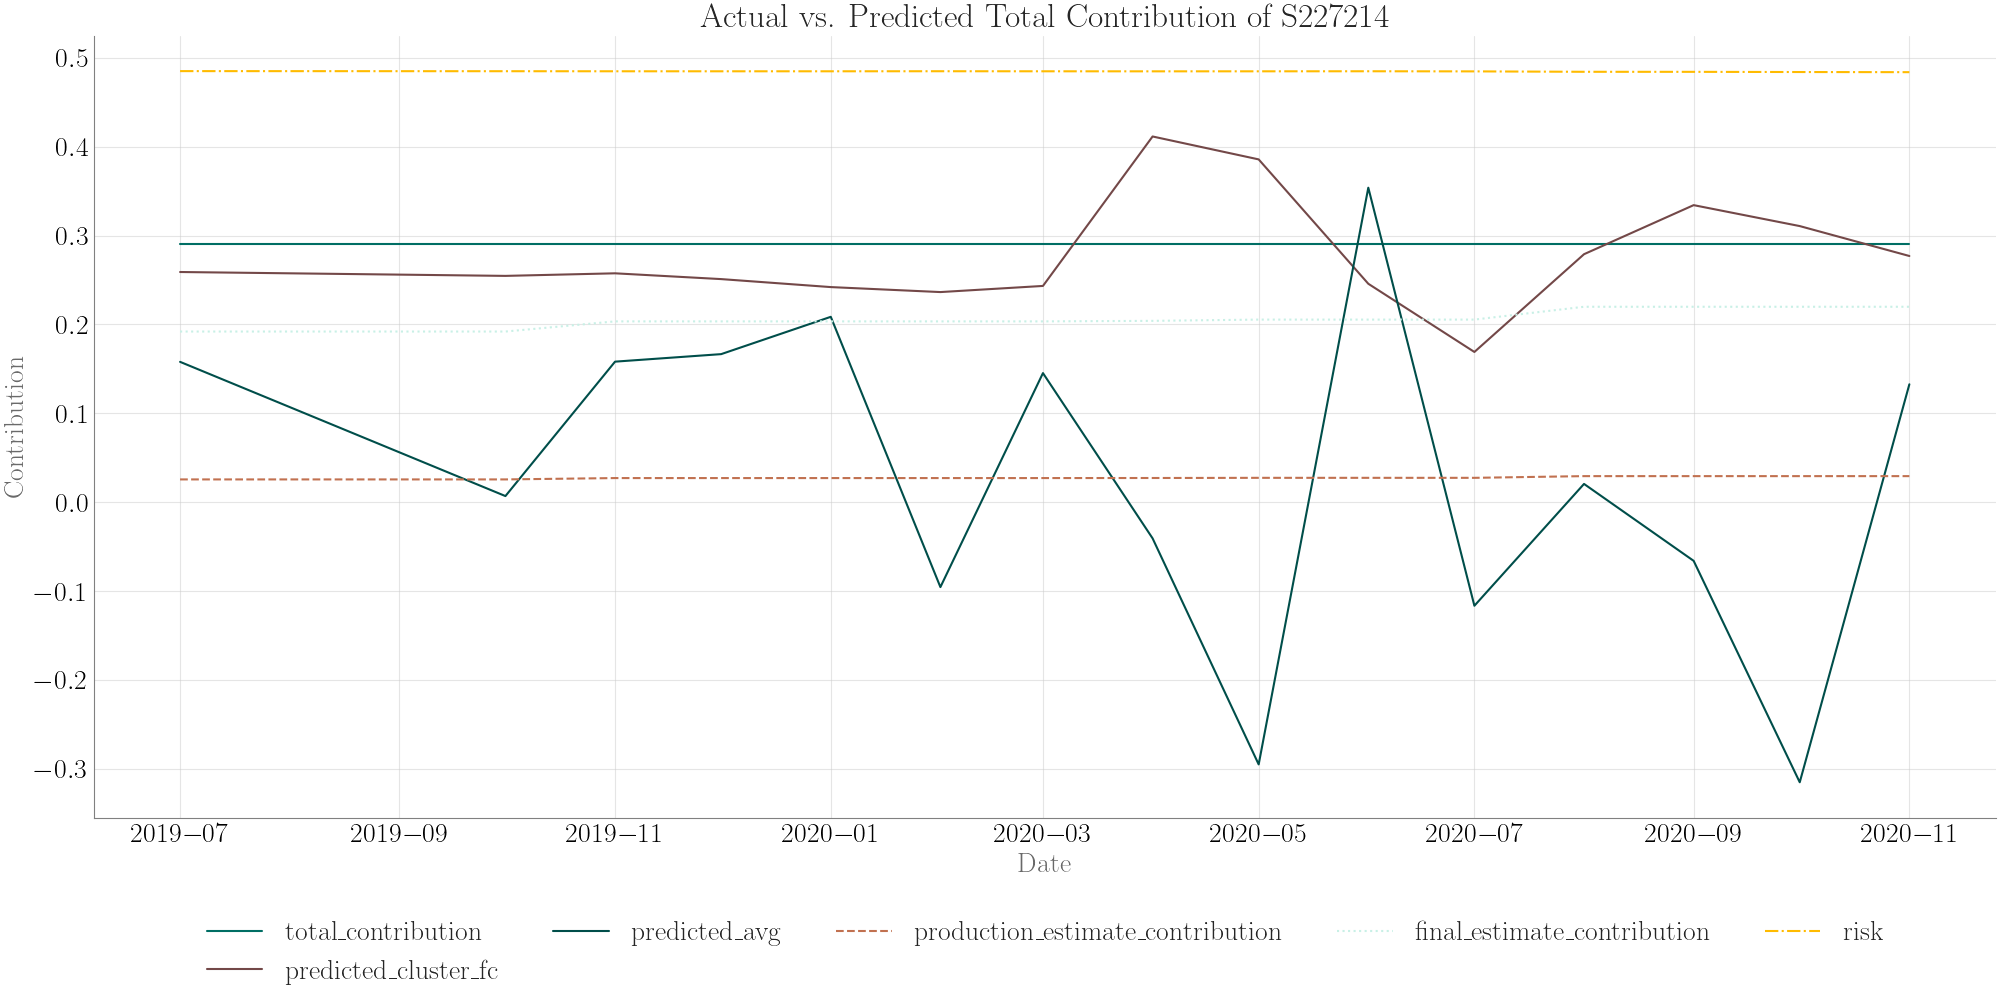 Actual vs. Predicted Total Contribution of S227214
0.5
0.4
0.3
0.2
0.1
0.0
−0.1
−0.2
−0.3
Contribution
2019−07 2019−09 2019−11 2020−01 2020−03 2020−05 2020−07 2020−09 2020−11
Date
total_contribution predicted_avg production_estimate_contribution final_estimate_contribution risk
predicted_cluster_fc